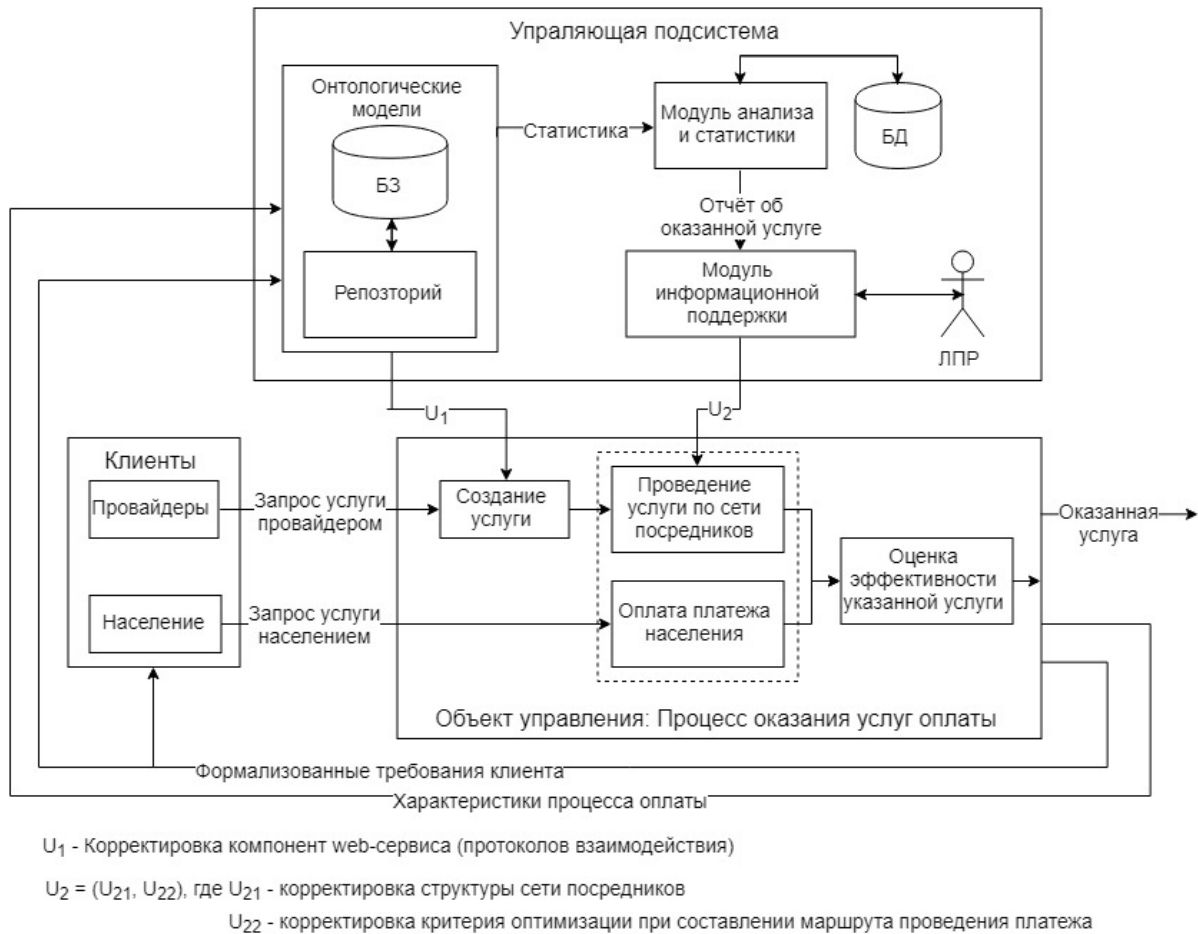 Упраляющая подсистема
Онтологические
модели
БЗ
Репозторий
Статистика
Модуль анализа
и статистики
БД
Отчёт об
оказанной услуге
Модуль
информационной
поддержки
ЛПР
U1
U2
Клиенты
Провайдеры
Население
Запрос услуги
провайдером
Запрос услуги
населением
Создание
услуги
Проведение
услуги по сети
посредников
Оплата платежа
населения
Оценка
эффективности
указанной услуги
Оказанная
услуга
Объект управления: Процесс оказания услуг оплаты
Формализованные требования клиента
Характеристики процесса оплаты
U1 - Корректировка компонент web-сервиса (протоколов взаимодействия)
U2 = (U21, U22), где U21 - корректировка структуры сети посредников
U22 - корректировка критерия оптимизации при составлении маршрута проведения платежа